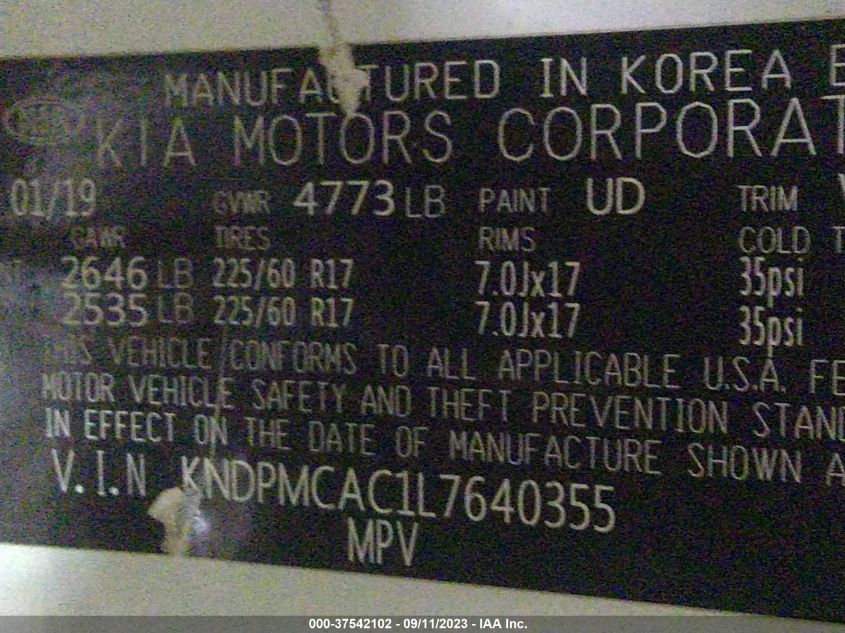 MANUFACTURED IN KOREA
KIA MOTORS CORPORAT
01/19 GVWR 4773 LB PAINT UD TRIM
GAWR TIRES RIMS COLD
2646 LB 225/60 R17 7.0Jx17 35psi
2535 LB 225/60 R17 7.0Jx17 35psi
THIS VEHICLE CONFORMS TO ALL APPLICABLE U.S.A. FE
MOTOR VEHICLE SAFETY AND THEFT PREVENTION STAND
IN EFFECT ON THE DATE OF MANUFACTURE SHOWN A
V.I.N KNDPMCAC1L7640355
MPV
000-37542102 - 09/11/2023 - IAA Inc.